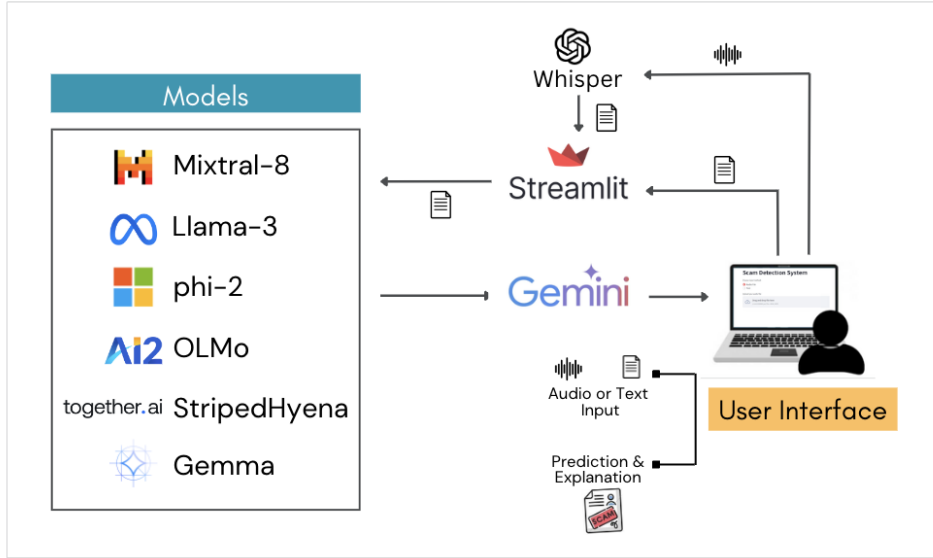 Models
Mixtral-8
Llama-3
phi-2
Ai2 OLMo
together.ai StripedHyena
Gemma
Whisper
Streamlit
Gemini
Scam Detection System
Audio or Text
Input
Prediction &
Explanation
SCAM
User Interface